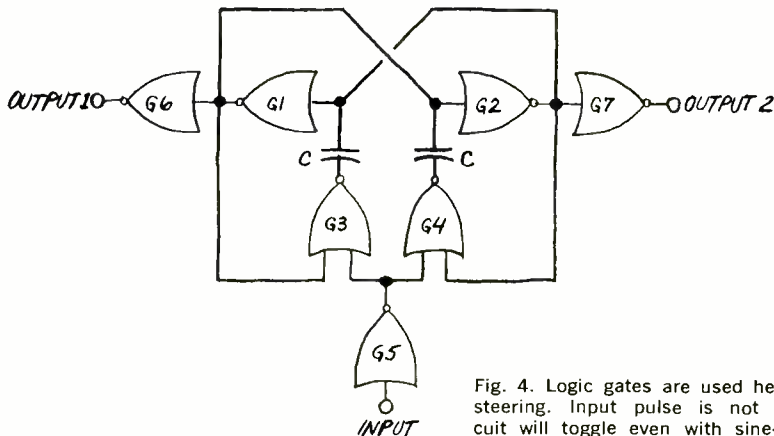 OUTPUT 1
G6
G1
G2
G7
OUTPUT 2
C
C
G3
G4
G5
INPUT
Fig. 4. Logic gates are used
steering. Input pulse is not
cuit will toggle even with sine-